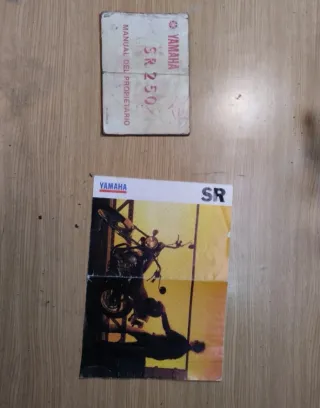 YAMAHA
SR 250
MANUAL DEL PROPIETARIO
YAMAHA
SR